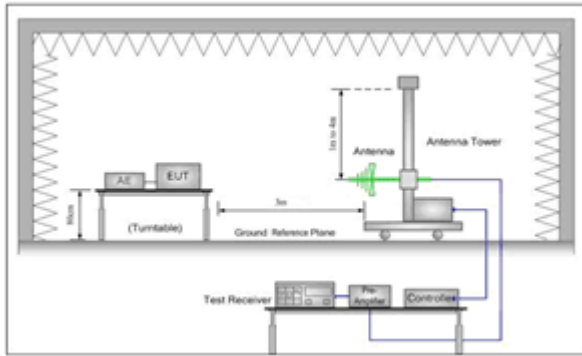 1m to 4m
Antenna
Antenna Tower
AE
EUT
80cm
(Turntable)
3m
Ground Reference Plane
Test Receiver
Pre-
Amplifier
Controller